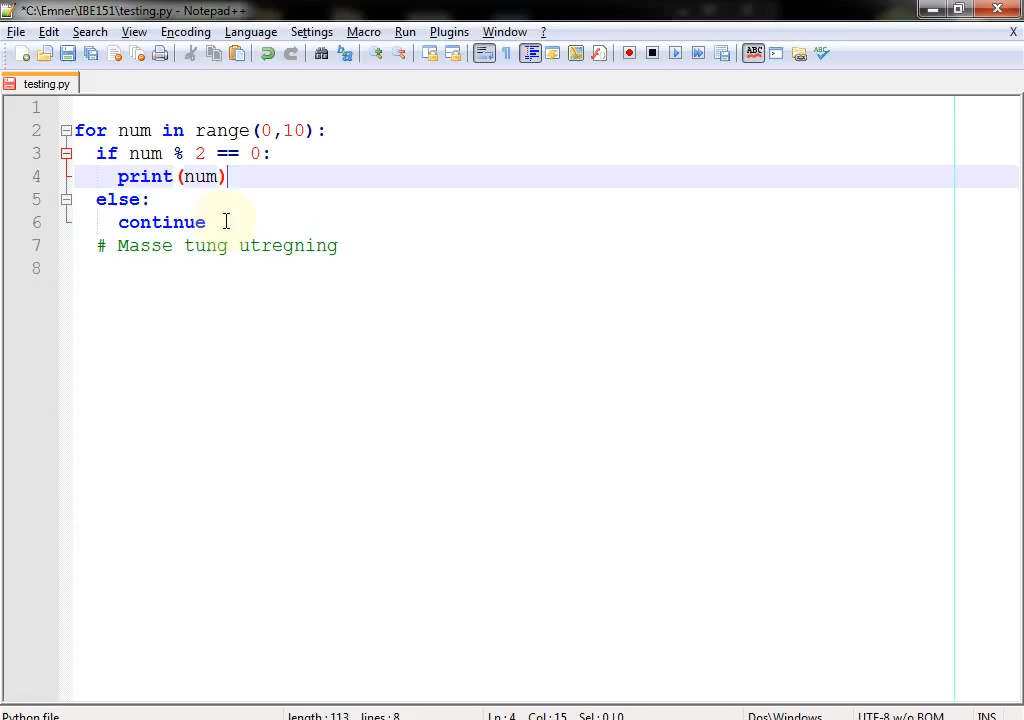 *C:\Emner\IBE151\testing.py - Notepad++
File Edit Search View Encoding Language Settings Macro Run Plugins Window ? X
testing.py
1
2 for num in range(0,10):
3 if num % 2 == 0:
4 print(num)
5 else:
6 continue
7 # Masse tung utregning
8
Python file length : 113 lines : 8 Ln : 4 Col : 15 Sel : 0 | 0 Dos\Windows UTF-8 w/o BOM INS